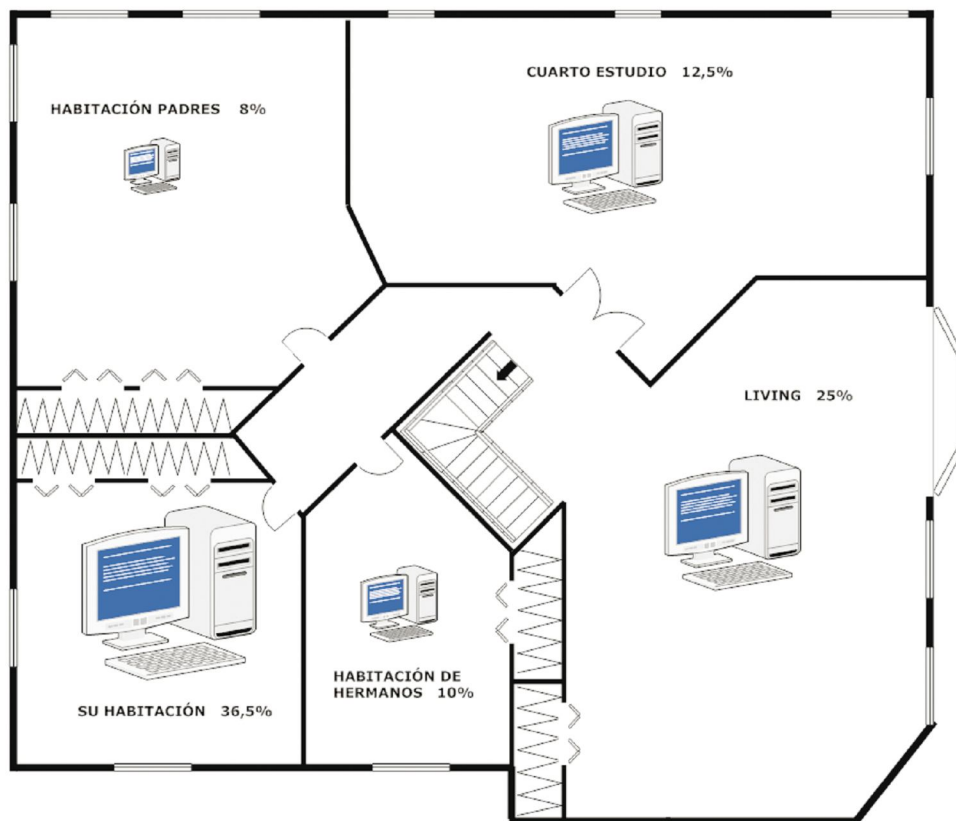 CUARTO ESTUDIO 12,5%
HABITACIÓN PADRES 8%
LIVING 25%
HABITACIÓN DE
HERMANOS 10%
SU HABITACIÓN 36,5%